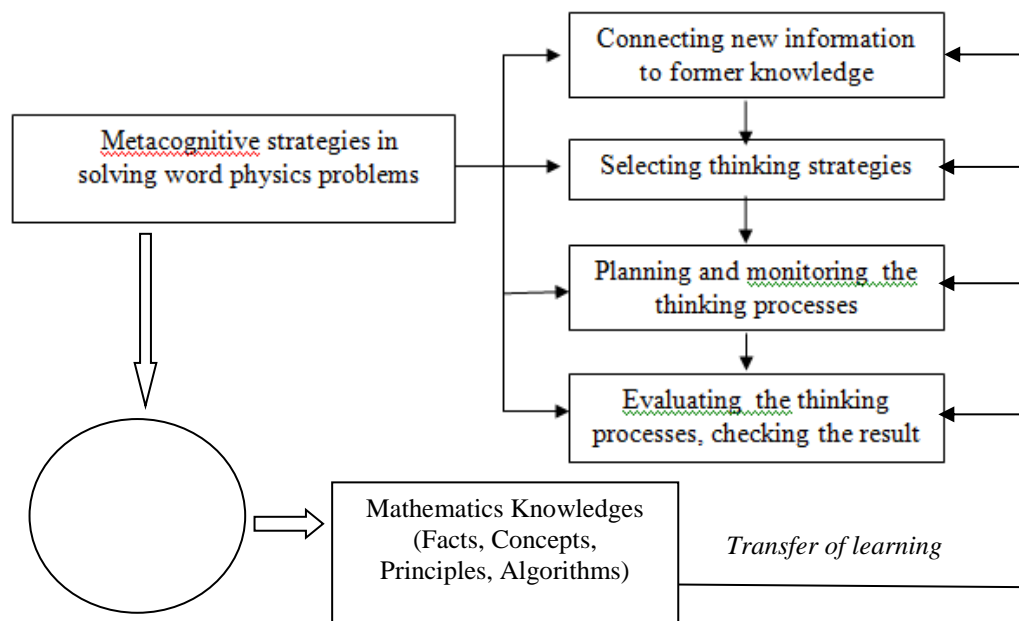 Connecting new information
to former knowledge
Metacognitive strategies in
solving word physics problems
Selecting thinking strategies
Planning and monitoring the
thinking processes
Evaluating the thinking
processes, checking the result
Mathematics Knowledges
(Facts, Concepts,
Principles, Algorithms)
Transfer of learning